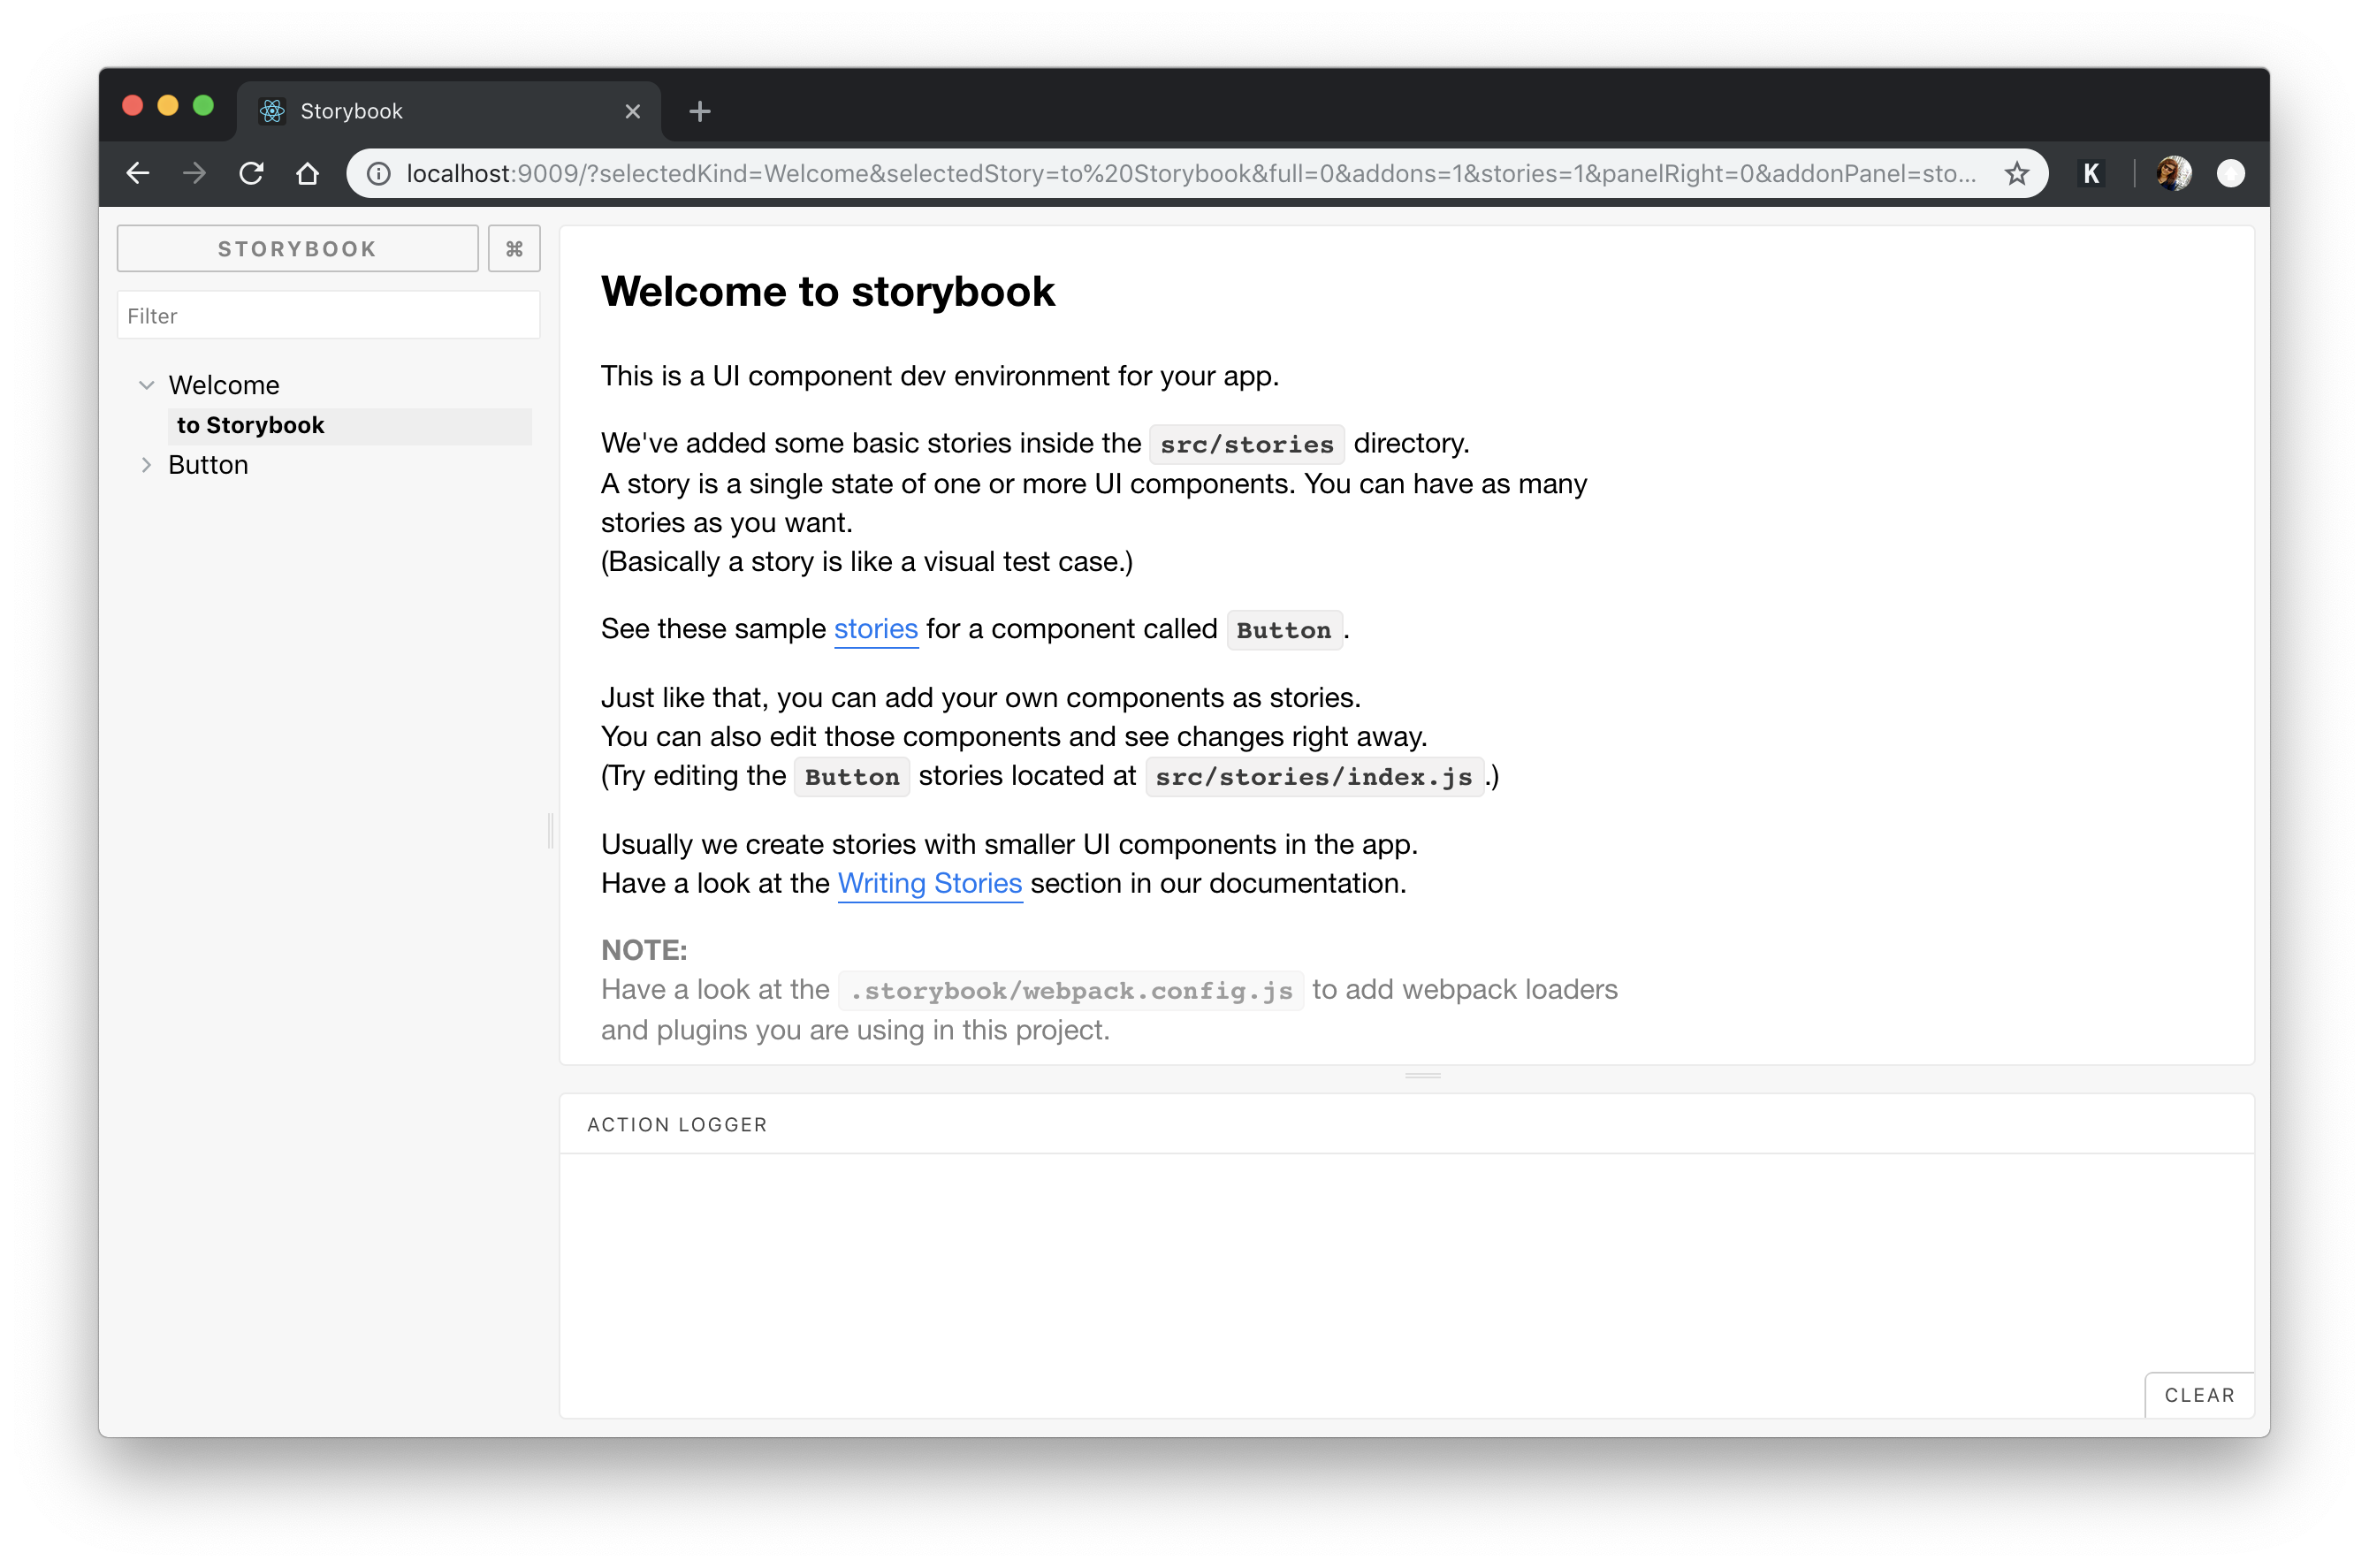 Storybook
localhost:9009/?selectedKind=Welcome&selectedStory=to%20Storybook&full=0&addons=1&stories=1&panelRight=0&addonPanel=sto...
K
STORYBOOK
⌘
Filter
Welcome
to Storybook
Button
Welcome to storybook
This is a UI component dev environment for your app.
We've added some basic stories inside the src/stories directory.
A story is a single state of one or more UI components. You can have as many
stories as you want.
(Basically a story is like a visual test case.)
See these sample stories for a component called Button.
Just like that, you can add your own components as stories.
You can also edit those components and see changes right away.
(Try editing the Button stories located at src/stories/index.js.)
Usually we create stories with smaller UI components in the app.
Have a look at the Writing Stories section in our documentation.
NOTE:
Have a look at the .storybook/webpack.config.js to add webpack loaders
and plugins you are using in this project.
ACTION LOGGER
CLEAR